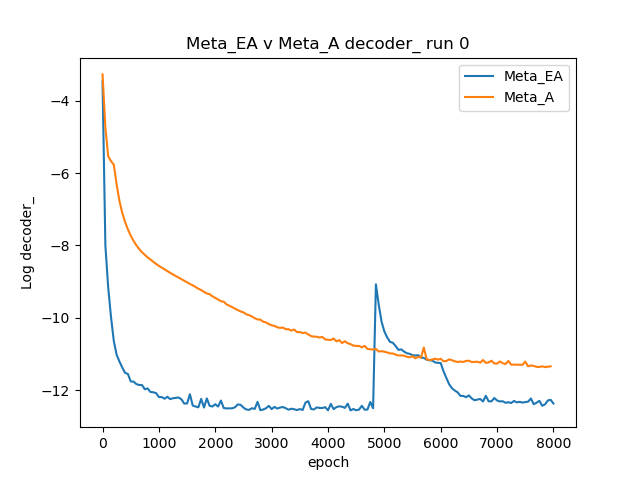 Meta_EA v Meta_A decoder_ run 0
Meta_EA
Meta_A
Log decoder_
−4
−6
−8
−10
−12
0
1000
2000
3000
4000
5000
6000
7000
8000
epoch